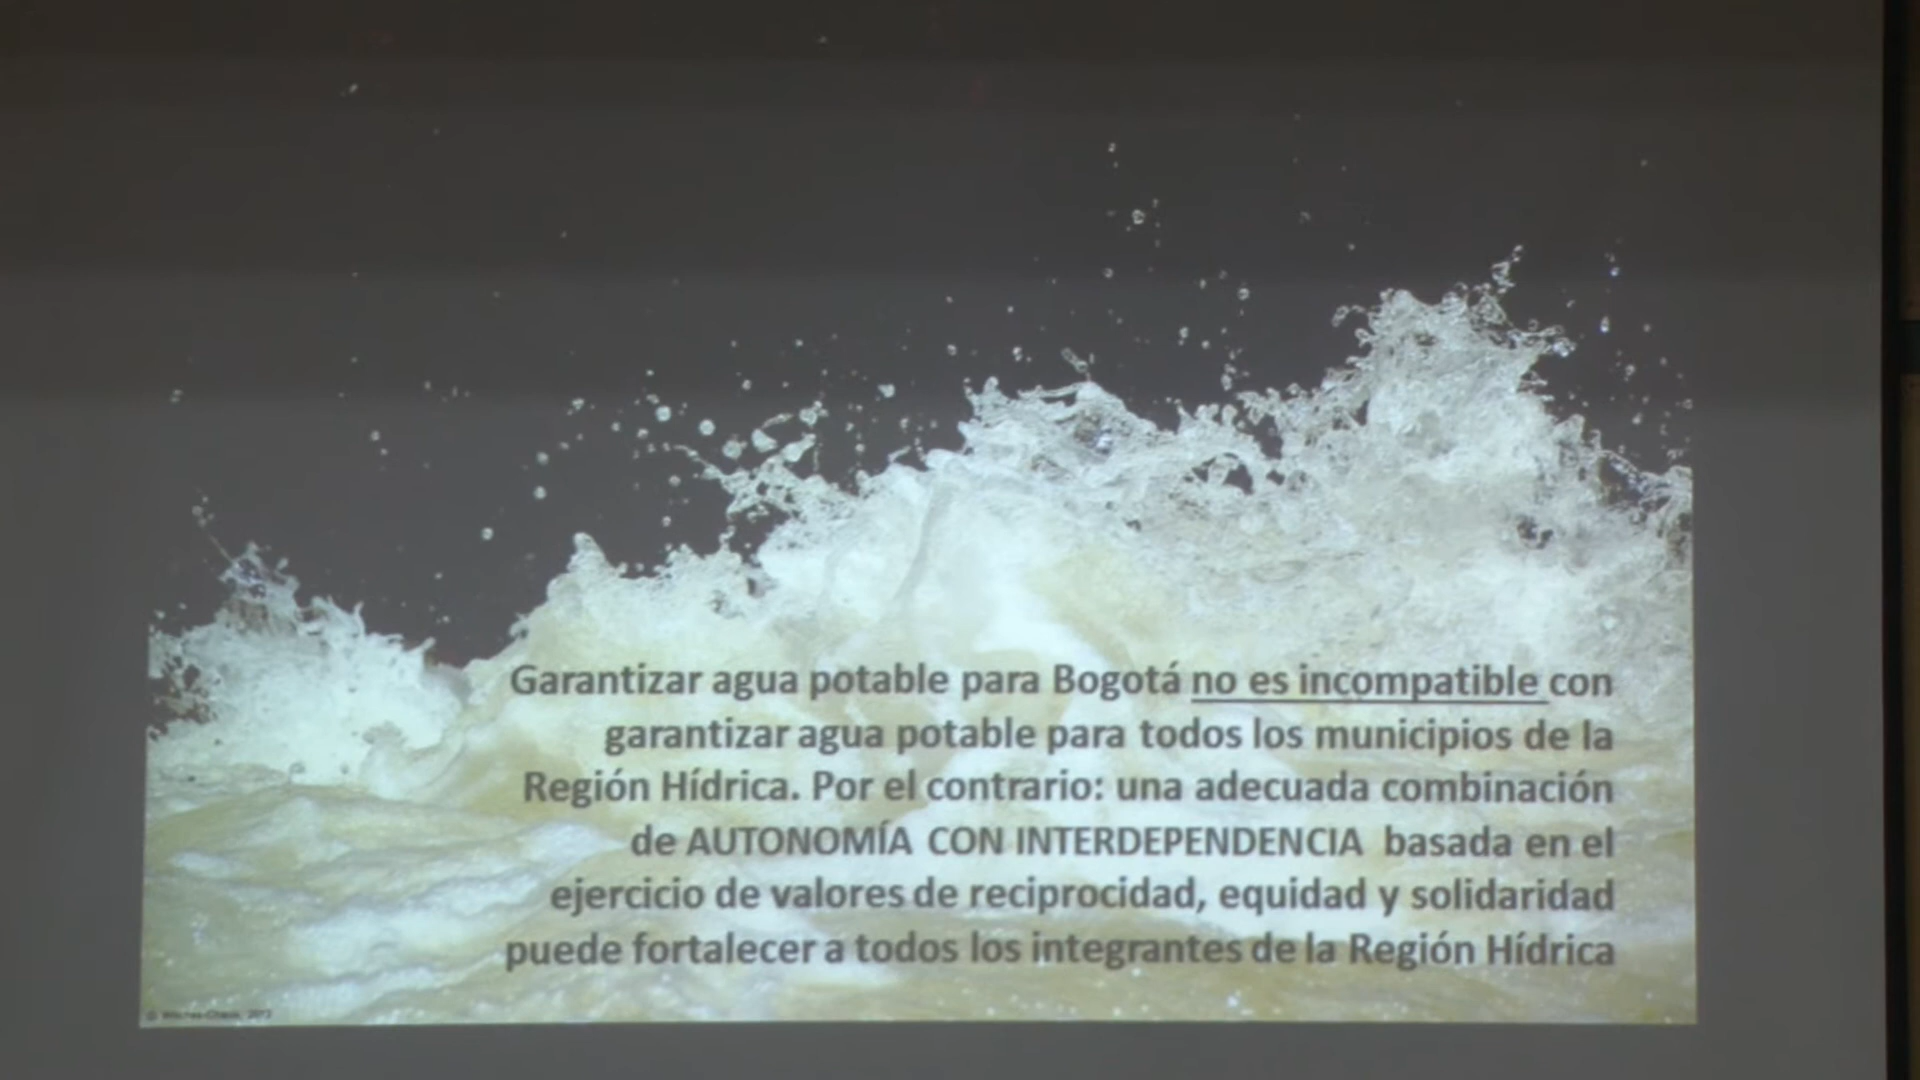 Garantizar agua potable para Bogotá no es incompatible con
garantizar agua potable para todos los municipios de la
Región Hídrica. Por el contrario: una adecuada combinación
de AUTONOMÍA CON INTERDEPENDENCIA basada en el
ejercicio de valores de reciprocidad, equidad y solidaridad
puede fortalecer a todos los integrantes de la Región Hídrica